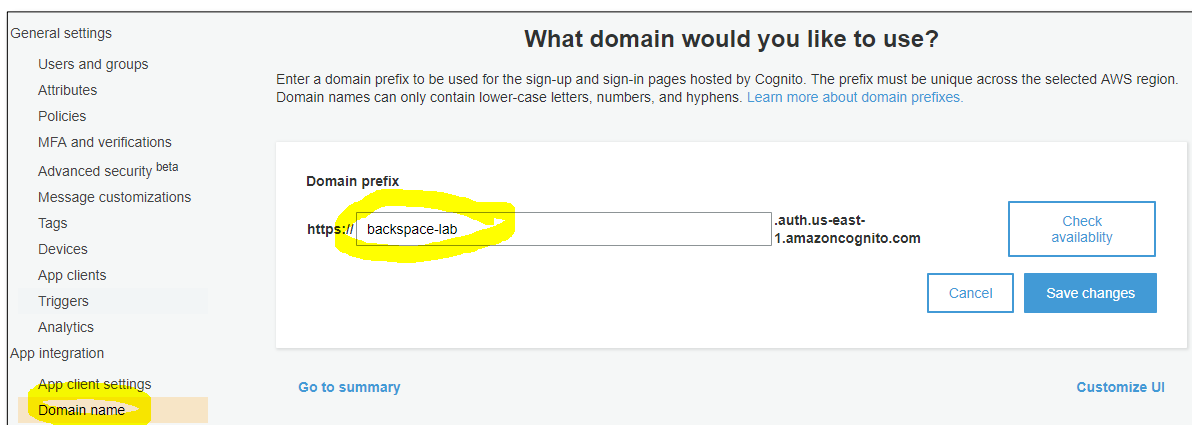 General settings
Users and groups
Attributes
Policies
MFA and verifications
Advanced security beta
Message customizations
Tags
Devices
App clients
Triggers
Analytics
App integration
App client settings
Domain name
What domain would you like to use?
Enter a domain prefix to be used for the sign-up and sign-in pages hosted by Cognito. The prefix must be unique across the selected AWS region.
Domain names can only contain lower-case letters, numbers, and hyphens. Learn more about domain prefixes.
Domain prefix
https:// backspace-lab .auth.us-east-
1.amazoncognito.com
Check
availablity
Cancel Save changes
Go to summary Customize UI